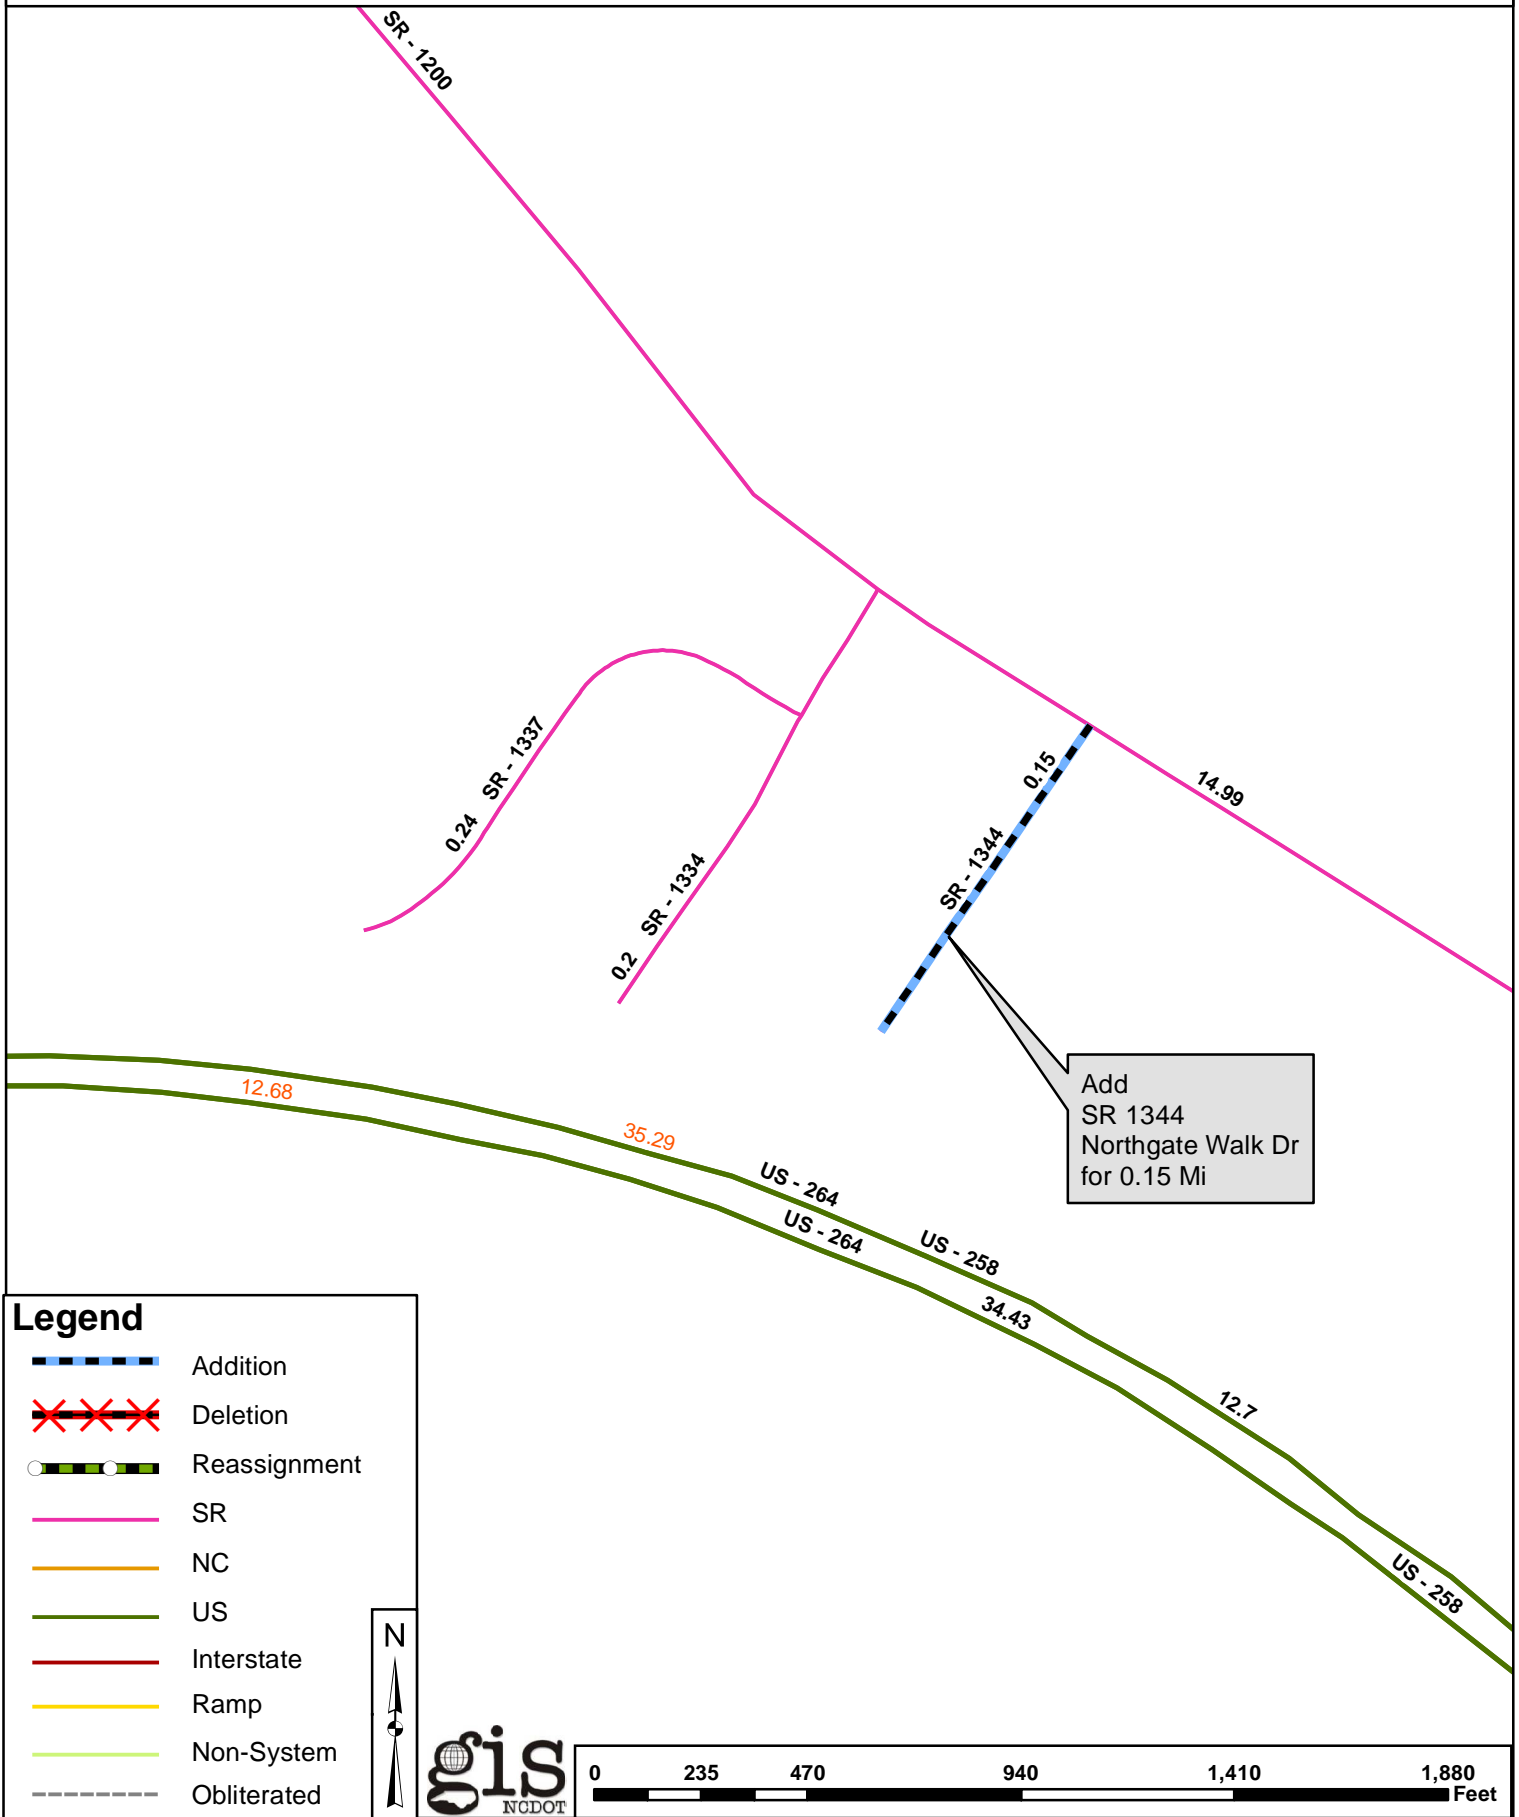 SR - 1200
0.24 SR - 1337
0.2 SR - 1334
SR - 1344 0.15
14.99
Add
SR 1344
Northgate Walk Dr
for 0.15 Mi
12.68
35.29
US - 264
US - 264
US - 258
34.43
12.7
US - 258
Legend
Addition
Deletion
Reassignment
SR
NC
US
Interstate
Ramp
Non-System
Obliterated
N
gis
NCDOT
0 235 470 940 1,410 1,880
Feet